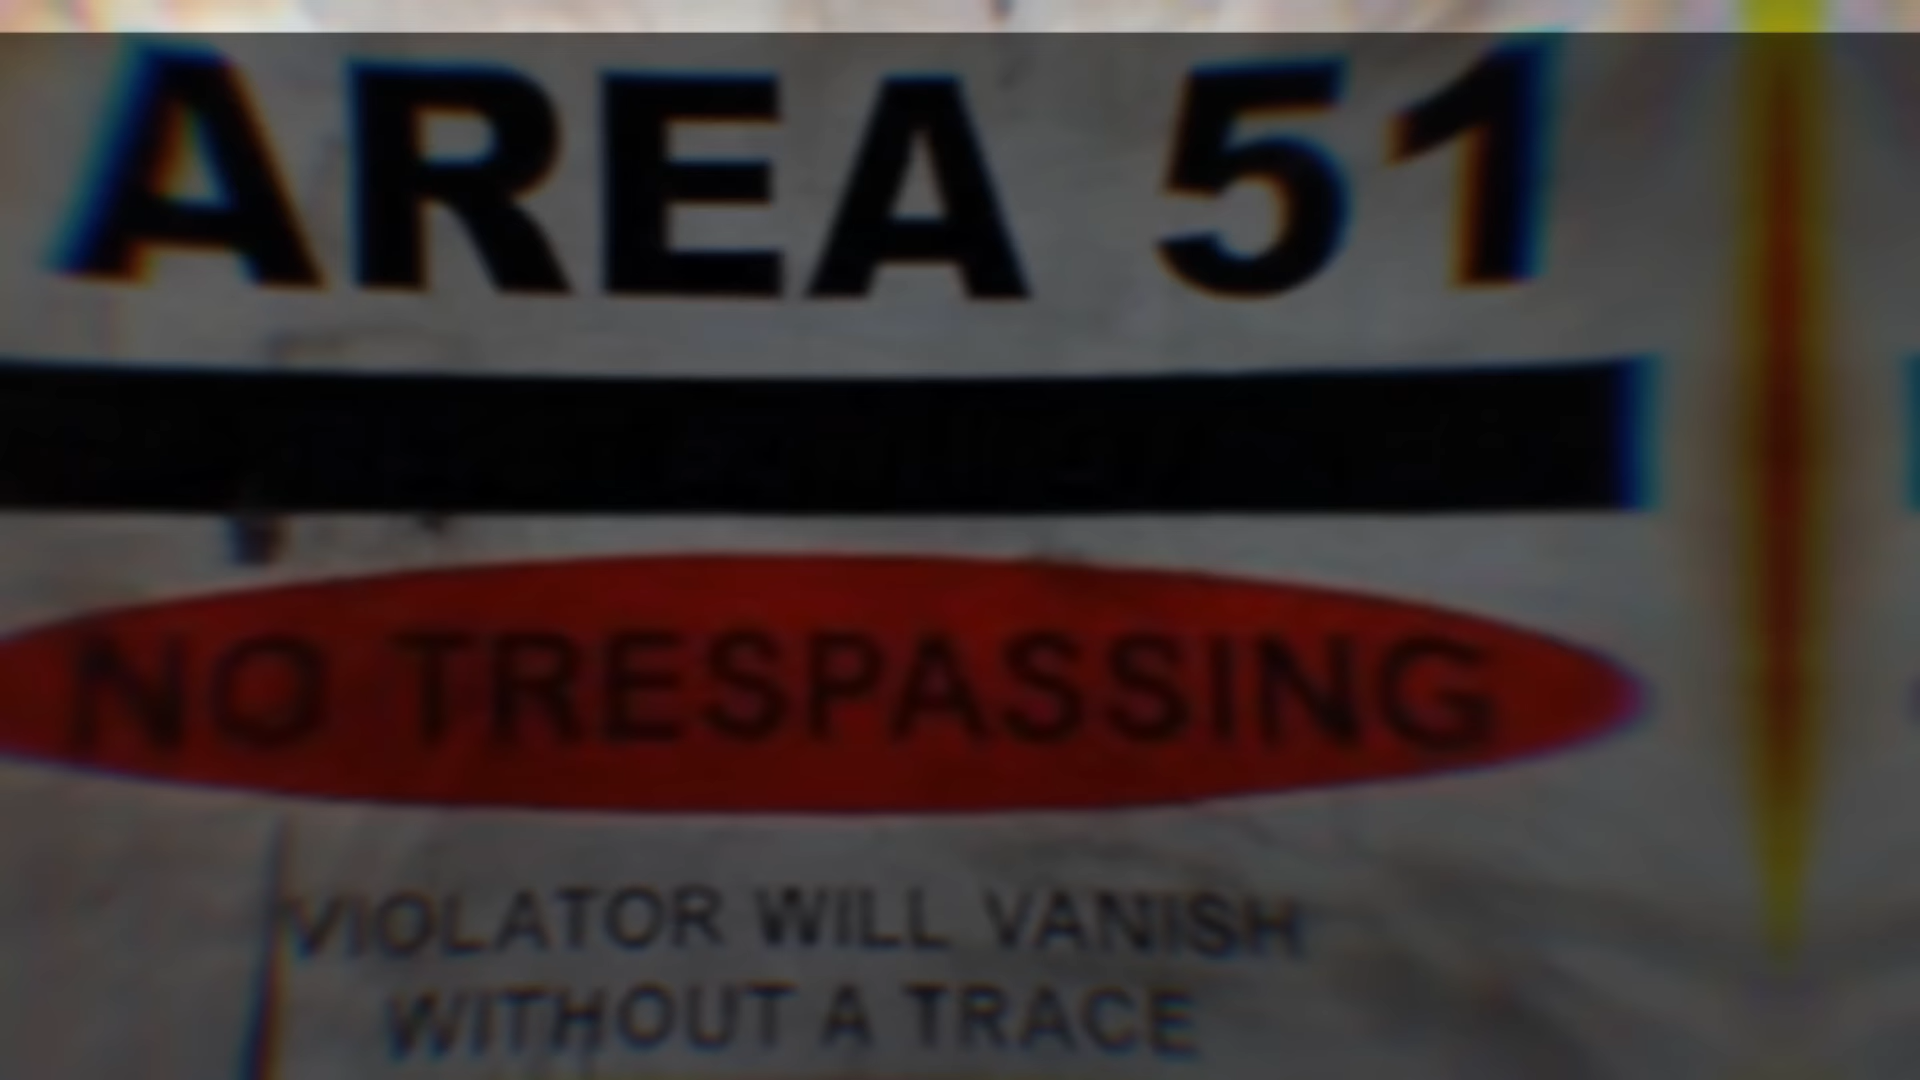 AREA 51
NO TRESPASSING
VIOLATOR WILL VANISH
WITHOUT A TRACE